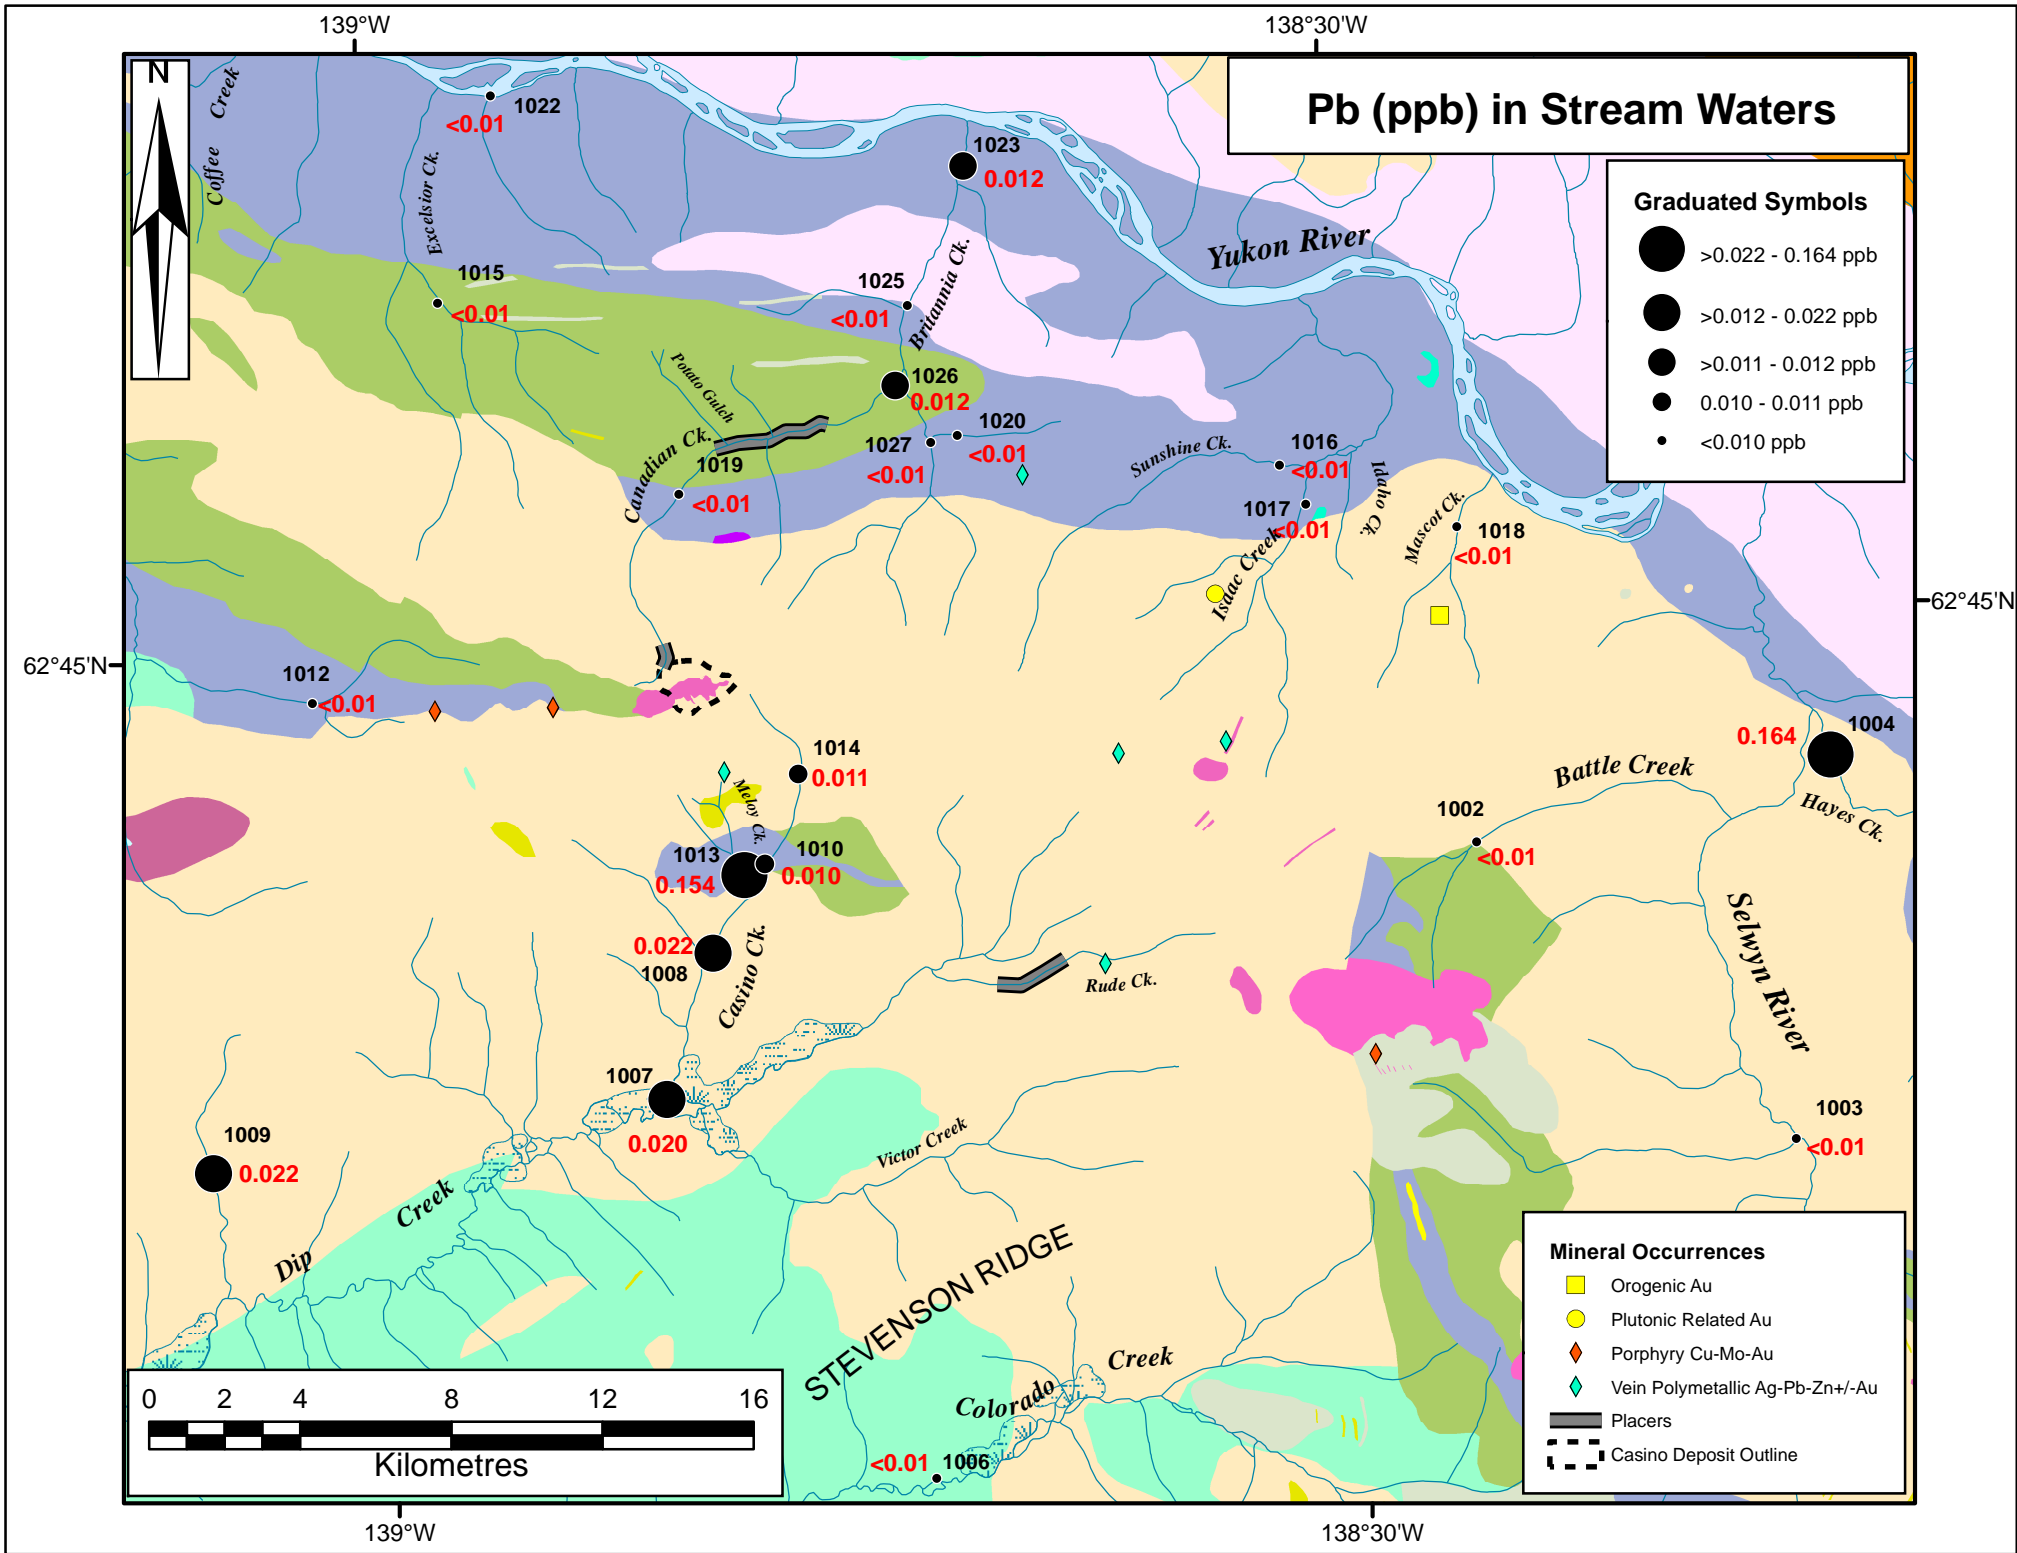 139°W
138°30'W
N
Pb (ppb) in Stream Waters
Graduated Symbols
>0.022 - 0.164 ppb
>0.012 - 0.022 ppb
>0.011 - 0.012 ppb
0.010 - 0.011 ppb
<0.010 ppb
Coffee Creek
Excelsior Ck.
1022
<0.01
1023
0.012
Yukon River
1015
<0.01
1025
<0.01
Britannia Ck.
Potato Gulch
1026
0.012
Canadian Ck.
1019
<0.01
1027
<0.01
1020
<0.01
Sunshine Ck.
1016
<0.01
Idaho Ck.
1017
<0.01
Isaac Creek
Mascot Ck.
1018
<0.01
62°45'N
62°45'N
1012
<0.01
1014
0.011
Meloy Ck.
1013
0.154
1010
0.010
1004
0.164
Battle Creek
Hayes Ck.
1002
<0.01
0.022
1008
Casino Ck.
Rude Ck.
Selwyn River
1007
0.020
1009
0.022
Victor Creek
1003
<0.01
Dip Creek
STEVENSON RIDGE
Colorado Creek
<0.01
1006
0 2 4 8 12 16
Kilometres
Mineral Occurrences
Orogenic Au
Plutonic Related Au
Porphyry Cu-Mo-Au
Vein Polymetallic Ag-Pb-Zn+/-Au
Placers
Casino Deposit Outline
139°W
138°30'W